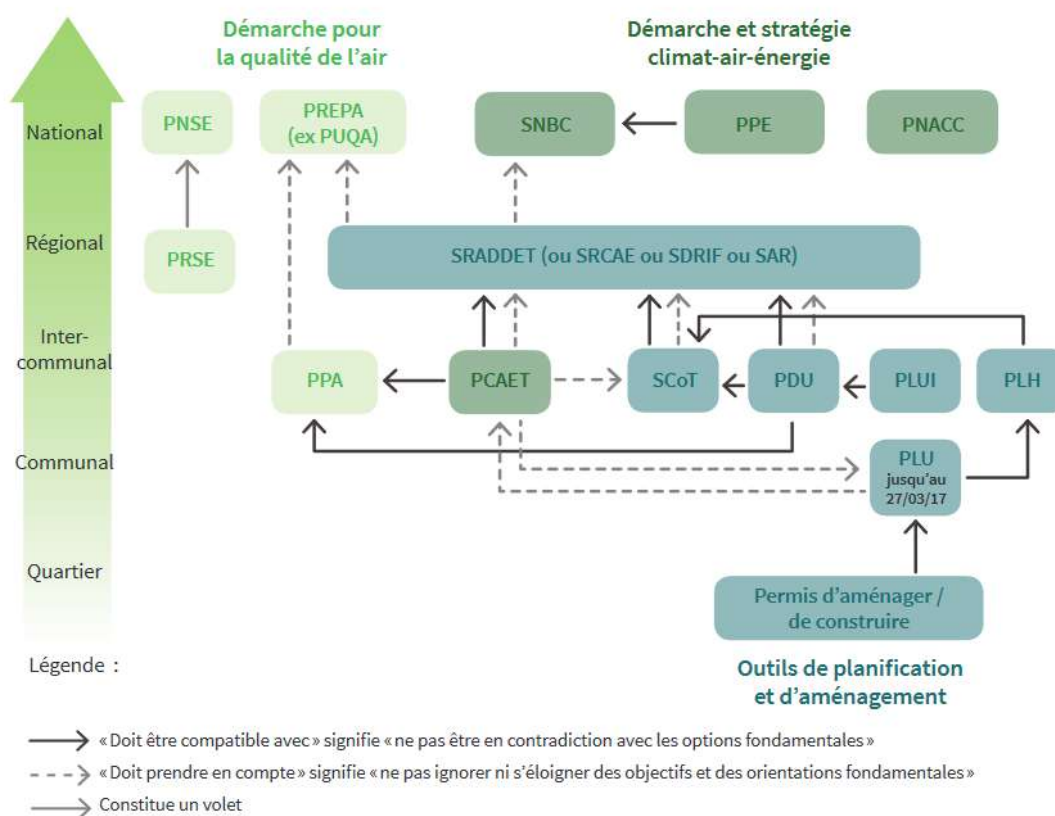 Démarche pour
la qualité de l'air
Démarche et stratégie
climat-air-énergie
National
PNSE
PREPA
(ex PUQA)
SNBC
PPE
PNACC
Régional
PRSE
SRADDET (ou SRCAE ou SDRIF ou SAR)
Inter-
communal
PPA
PCAET
SCoT
PDU
PLUI
PLH
Communal
PLU
jusqu'au
27/03/17
Quartier
Permis d'aménager /
de construire
Légende :
Outils de planification
et d'aménagement
«Doit être compatible avec» signifie «ne pas être en contradiction avec les options fondamentales»
«Doit prendre en compte» signifie «ne pas ignorer ni s'éloigner des objectifs et des orientations fondamentales»
Constitue un volet